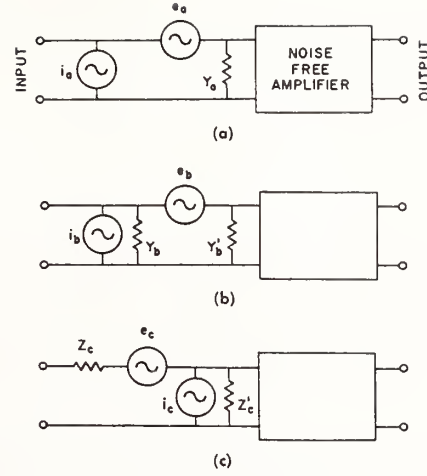 e_a
INPUT
i_a
Y_a
NOISE
FREE
AMPLIFIER
OUTPUT
(a)
e_b
i_b
Y_b
Y'_b
(b)
Z_c
e_c
i_c
Z'_c
(c)